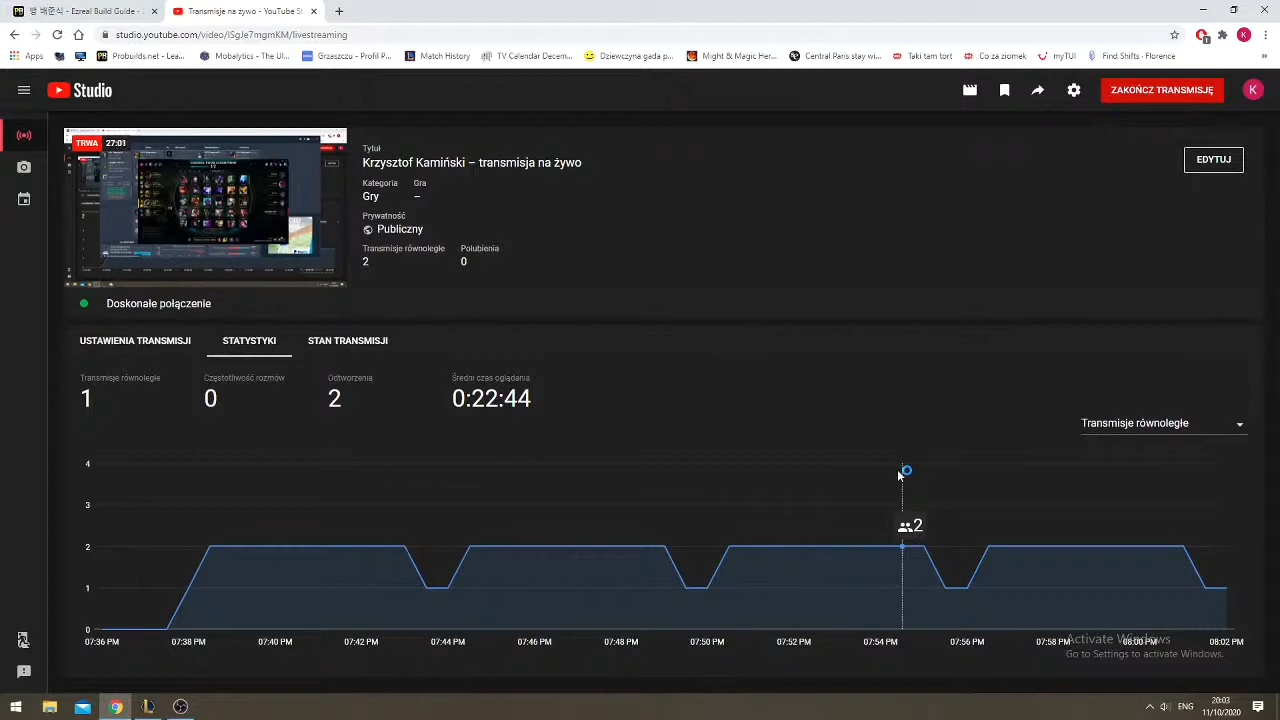 - Ezreal Build Guide -
Transmisje na żywo - YouTube St
studio.youtube.com/video/ISgJe7mgmKM/livestreaming
Apps
Probuilds.net - Lea...
Mobalytics - The U...
Grzaszcu - Profil P...
Match History
TV Calendar Decem...
Dziewczyna gada p...
Might & Magic Her...
Central Paris stay wi...
Taki tam tort
Co za ziomek
myTUI
Find Shifts · Florence
»
Studio
ZAKOŃCZ TRANSMISJĘ
K
TRWA 27:01
Tytuł
Krzysztof Kamiński – transmisja na żywo
EDYTUJ
Kategoria Gra
Gry –
Prywatność
Publiczny
Transmisje równoległe Polubienia
2 0
Doskonałe połączenie
USTAWIENIA TRANSMISJI STATYSTYKI STAN TRANSMISJI
Transmisje równoległe Częstotliwość rozmów Odtworzenia Średni czas oglądania
1 0 2 0:22:44
Transmisje równoległe
4
3
2
2
1
0
07:36 PM 07:38 PM 07:40 PM 07:42 PM 07:44 PM 07:46 PM 07:48 PM 07:50 PM 07:52 PM 07:54 PM 07:56 PM 07:58 PM 08:00 PM 08:02 PM
Activate Windows
Go to Settings to activate Windows.
ENG
20:03
11/10/2020